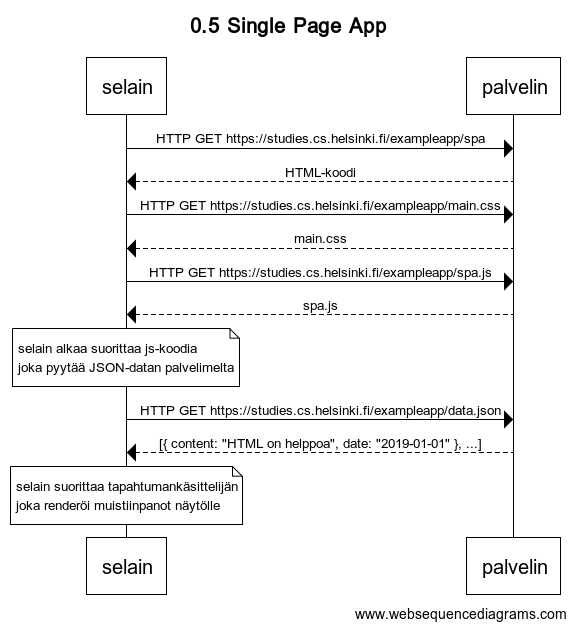 0.5 Single Page App
selain
palvelin
HTTP GET https://studies.cs.helsinki.fi/exampleapp/spa
HTML-koodi
HTTP GET https://studies.cs.helsinki.fi/exampleapp/main.css
main.css
HTTP GET https://studies.cs.helsinki.fi/exampleapp/spa.js
spa.js
selain alkaa suorittaa js-koodia
joka pyytää JSON-datan palvelimelta
HTTP GET https://studies.cs.helsinki.fi/exampleapp/data.json
[{ content: "HTML on helppoa", date: "2019-01-01" }, ...]
selain suorittaa tapahtumankäsittelijän
joka renderöi muistiinpanot näytölle
selain
palvelin
www.websequencediagrams.com